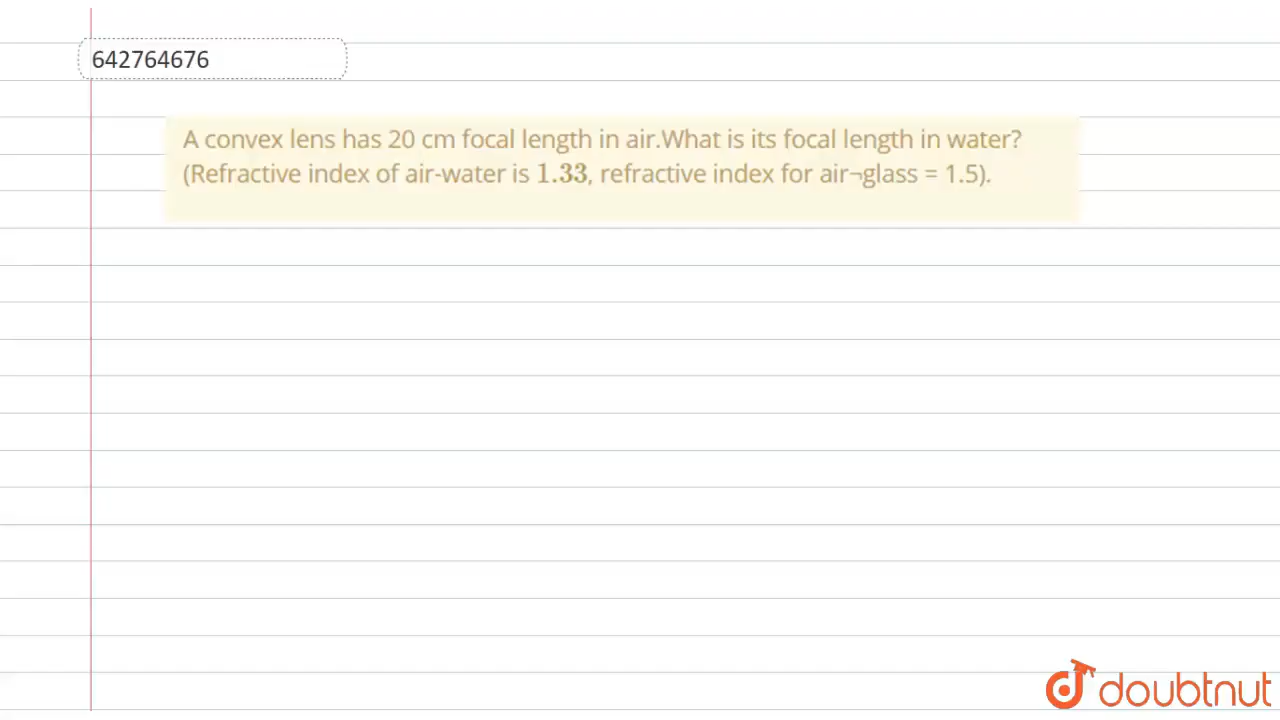 642764676
A convex lens has 20 cm focal length in air.What is its focal length in water?
(Refractive index of air-water is 1.33, refractive index for air¬glass = 1.5).
doubtnut